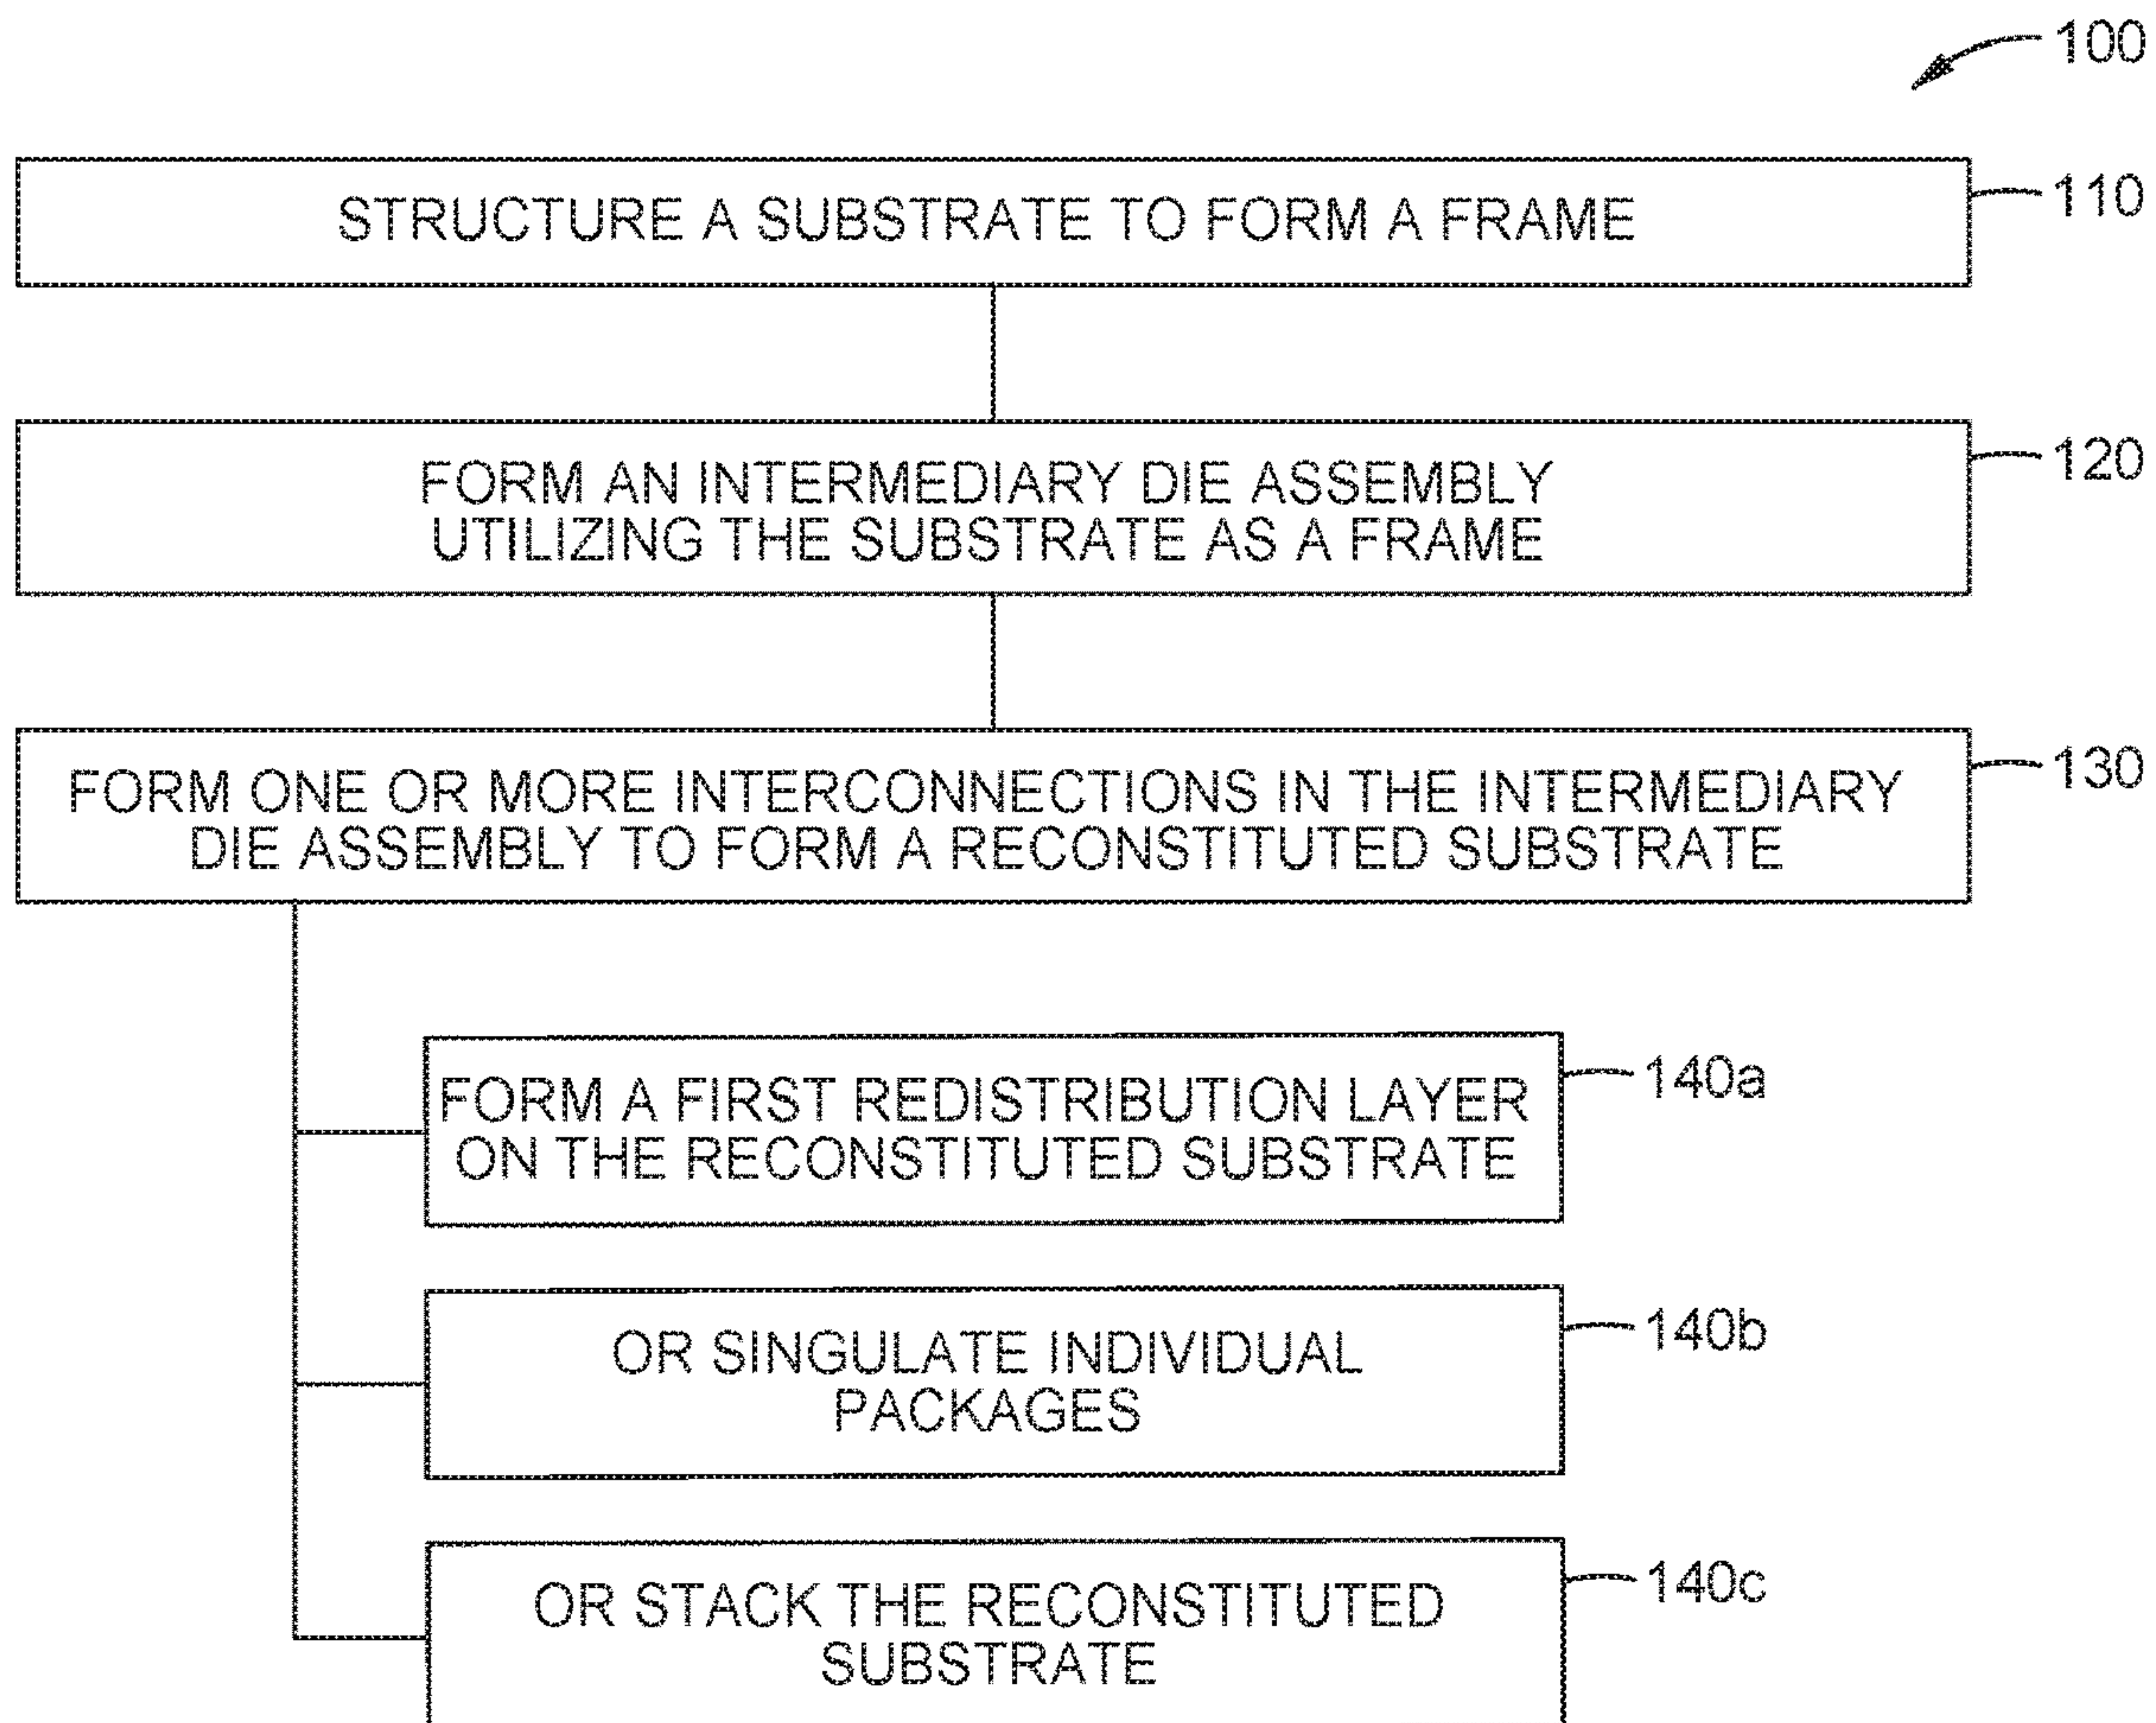 100
STRUCTURE A SUBSTRATE TO FORM A FRAME
110
FORM AN INTERMEDIARY DIE ASSEMBLY
UTILIZING THE SUBSTRATE AS A FRAME
120
FORM ONE OR MORE INTERCONNECTIONS IN THE INTERMEDIARY
DIE ASSEMBLY TO FORM A RECONSTITUTED SUBSTRATE
130
FORM A FIRST REDISTRIBUTION LAYER
ON THE RECONSTITUTED SUBSTRATE
140a
OR SINGULATE INDIVIDUAL
PACKAGES
140b
OR STACK THE RECONSTITUTED
SUBSTRATE
140c